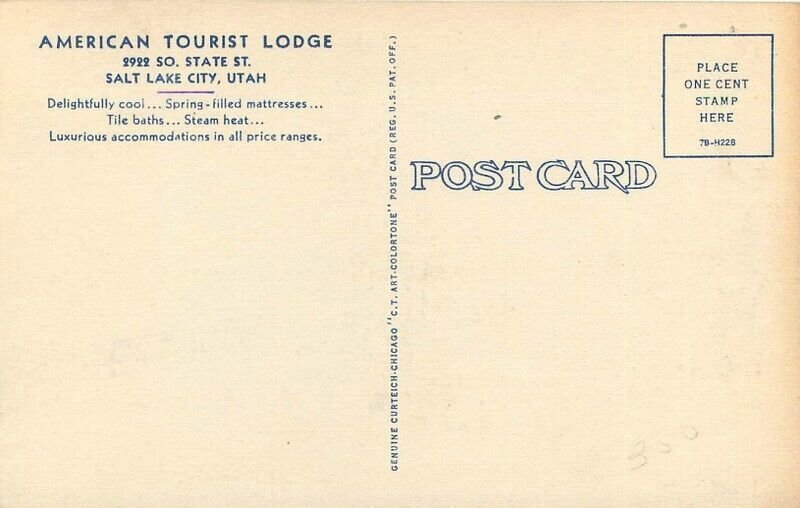 AMERICAN TOURIST LODGE
2922 SO. STATE ST.
SALT LAKE CITY, UTAH
Delightfully cool... Spring-filled mattresses...
Tile baths... Steam heat...
Luxurious accommodations in all price ranges.
GENUINE CURTEICH-CHICAGO "C.T. ART-COLORTONE" POST CARD (REG. U.S. PAT. OFF.)
POST CARD
PLACE
ONE CENT
STAMP
HERE
7B-H228
300